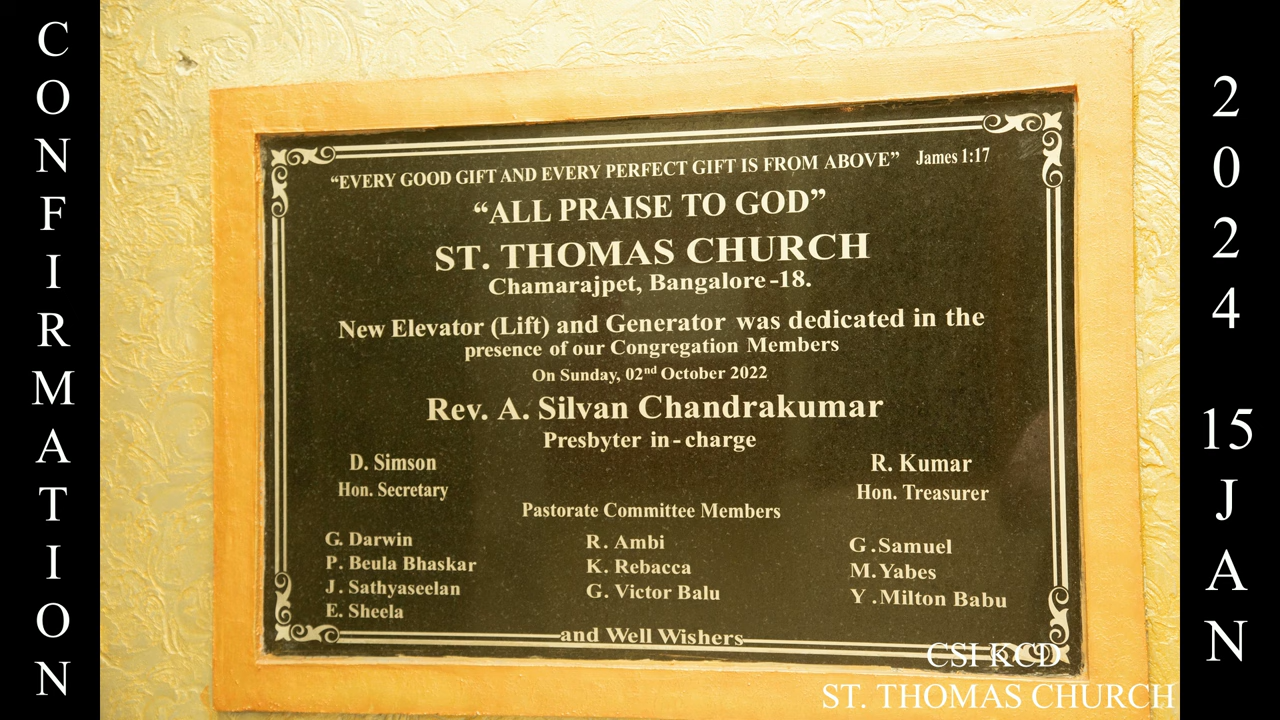 CONFIRMATION
“EVERY GOOD GIFT AND EVERY PERFECT GIFT IS FROM ABOVE” James 1:17
“ALL PRAISE TO GOD”
ST. THOMAS CHURCH
Chamarajpet, Bangalore-18.
New Elevator (Lift) and Generator was dedicated in the
presence of our Congregation Members
On Sunday, 02nd October 2022
Rev. A. Silvan Chandrakumar
Presbyter in-charge
D. Simson
Hon. Secretary
R. Kumar
Hon. Treasurer
Pastorate Committee Members
G. Darwin
P. Beula Bhaskar
J. Sathyaseelan
E. Sheela
R. Ambi
K. Rebacca
G. Victor Balu
G.Samuel
M.Yabes
Y.Milton Babu
and Well Wishers
CSI KCD
ST. THOMAS CHURCH
2024 15 JAN